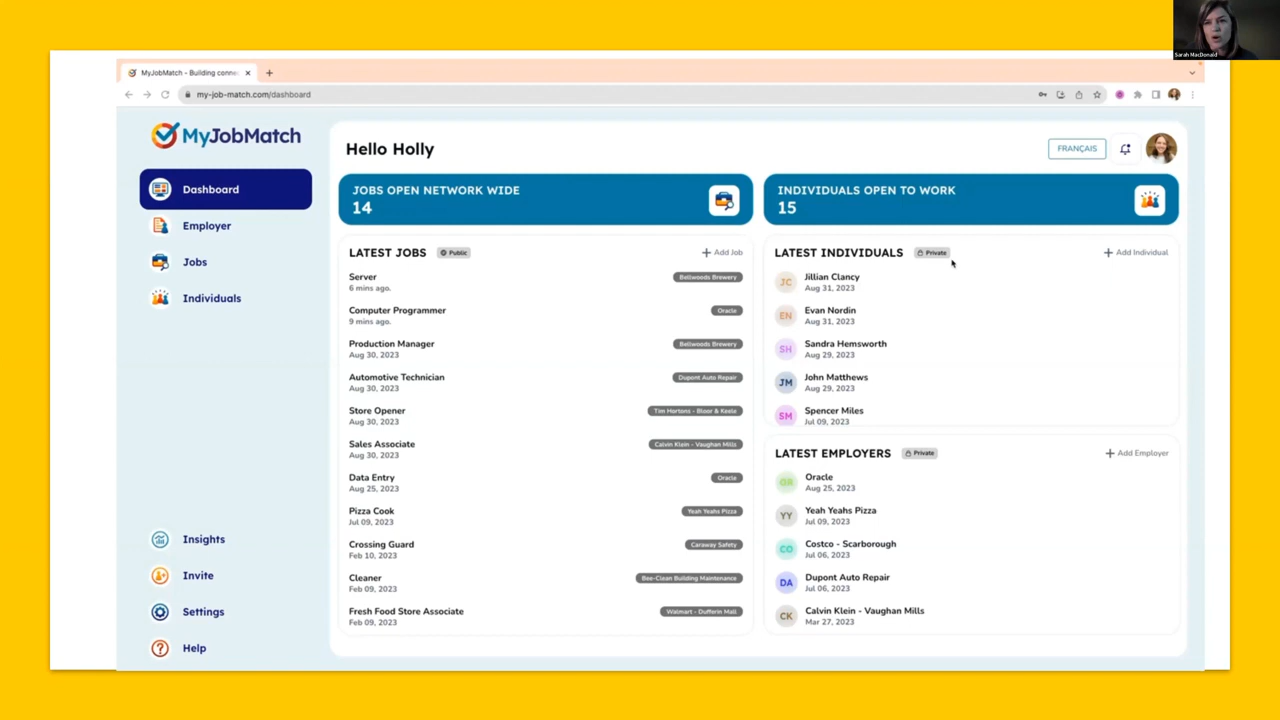 Sarah MacDonald
MyJobMatch - Building conne
my-job-match.com/dashboard
MyJobMatch
Dashboard
Employer
Jobs
Individuals
Insights
Invite
Settings
Help
Hello Holly
FRANÇAIS
JOBS OPEN NETWORK WIDE
14
INDIVIDUALS OPEN TO WORK
15
LATEST JOBS Public + Add Job
Server Bellwoods Brewery
6 mins ago.
Computer Programmer Oracle
9 mins ago.
Production Manager Bellwoods Brewery
Aug 30, 2023
Automotive Technician Dupont Auto Repair
Aug 30, 2023
Store Opener Tim Hortons - Bloor & Keele
Aug 30, 2023
Sales Associate Calvin Klein - Vaughan Mills
Aug 30, 2023
Data Entry Oracle
Aug 25, 2023
Pizza Cook Yeah Yeahs Pizza
Jul 09, 2023
Crossing Guard Caraway Safety
Feb 10, 2023
Cleaner Bee-Clean Building Maintenance
Feb 09, 2023
Fresh Food Store Associate Walmart - Dufferin Mall
Feb 09, 2023
LATEST INDIVIDUALS Private + Add Individual
JC Jillian Clancy
Aug 31, 2023
EN Evan Nordin
Aug 31, 2023
SH Sandra Hemsworth
Aug 29, 2023
JM John Matthews
Aug 29, 2023
SM Spencer Miles
Jul 09, 2023
LATEST EMPLOYERS Private + Add Employer
OR Oracle
Aug 25, 2023
YY Yeah Yeahs Pizza
Jul 09, 2023
CO Costco - Scarborough
Jul 06, 2023
DA Dupont Auto Repair
Jul 06, 2023
CK Calvin Klein - Vaughan Mills
Mar 27, 2023